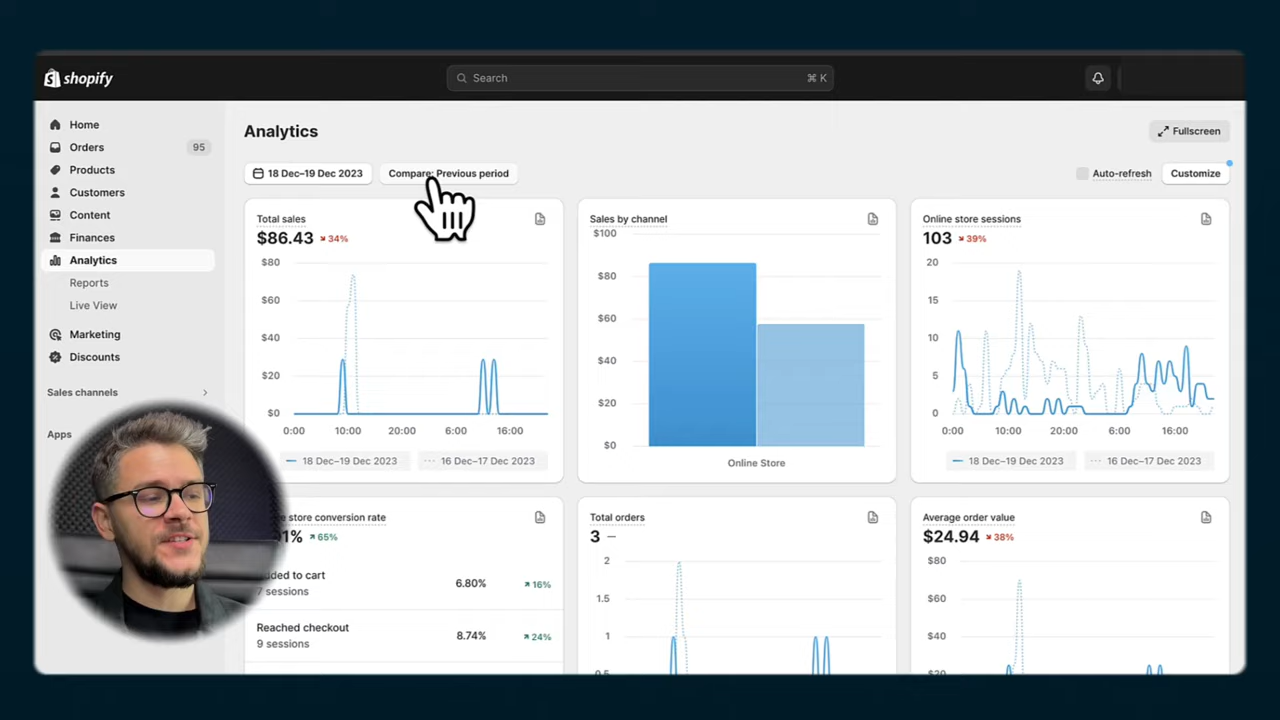 shopify
Search
⌘ K
Home
Orders 95
Products
Customers
Content
Finances
Analytics
Reports
Live View
Marketing
Discounts
Sales channels
Apps
Analytics
Fullscreen
18 Dec–19 Dec 2023
Compare: Previous period
Auto-refresh
Customize
Total sales
$86.43 34%
$80
$60
$40
$20
$0
0:00 10:00 20:00 6:00 16:00
18 Dec–19 Dec 2023 16 Dec–17 Dec 2023
Sales by channel
$100
$80
$60
$40
$20
$0
Online Store
Online store sessions
103 39%
20
15
10
5
0
0:00 10:00 20:00 6:00 16:00
18 Dec–19 Dec 2023 16 Dec–17 Dec 2023
store conversion rate
1% 65%
to cart 6.80% 16%
sessions
Reached checkout 8.74% 24%
9 sessions
Total orders
3 –
2
1.5
1
0.5
Average order value
$24.94 38%
$80
$60
$40
$20